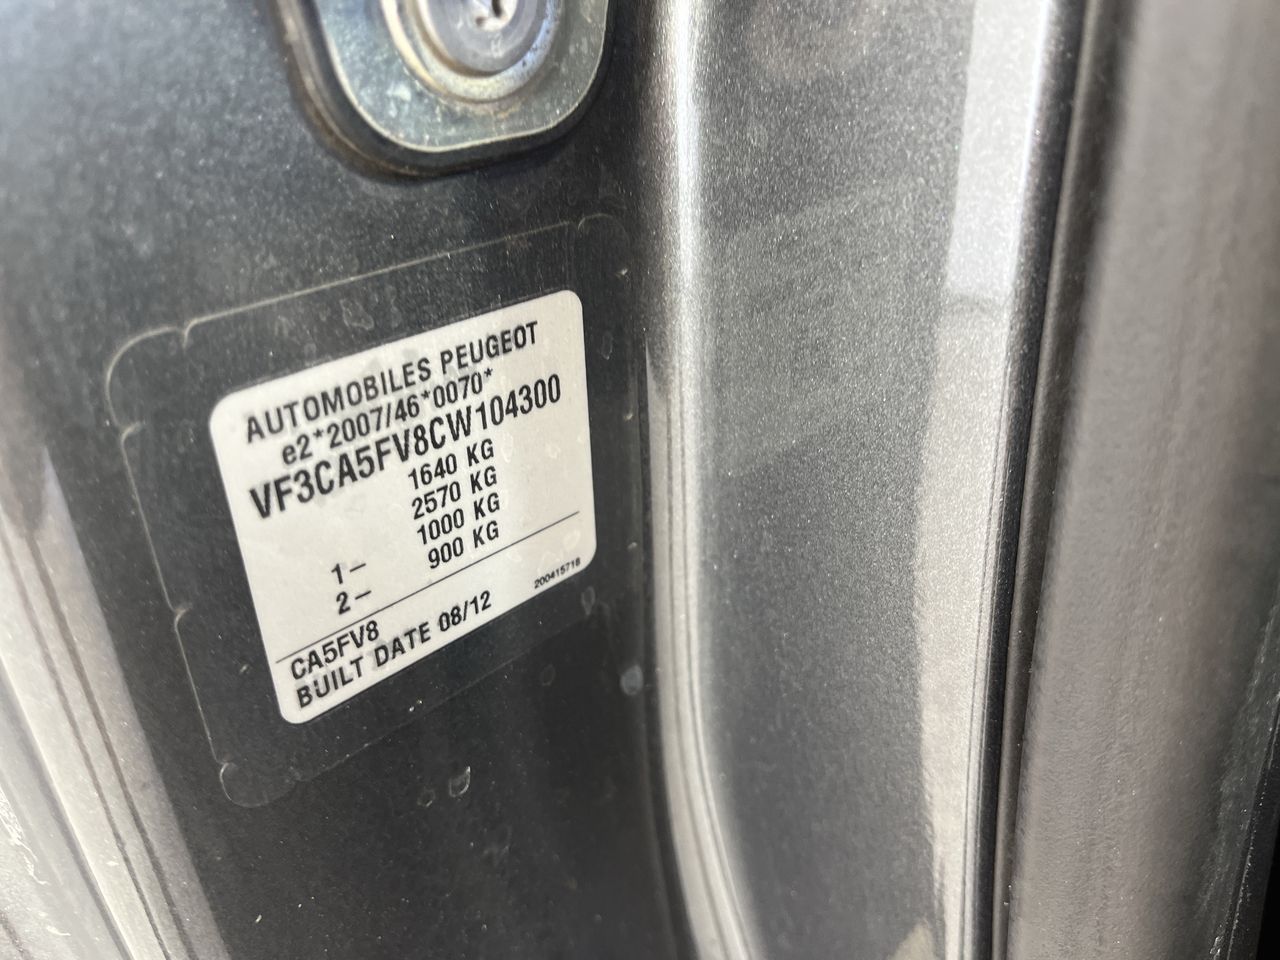 AUTOMOBILES PEUGEOT
e2*2007/46*0070*
VF3CA5FV8CW104300
1640 KG
2570 KG
1- 1000 KG
2- 900 KG
200415718
CA5FV8
BUILT DATE 08/12